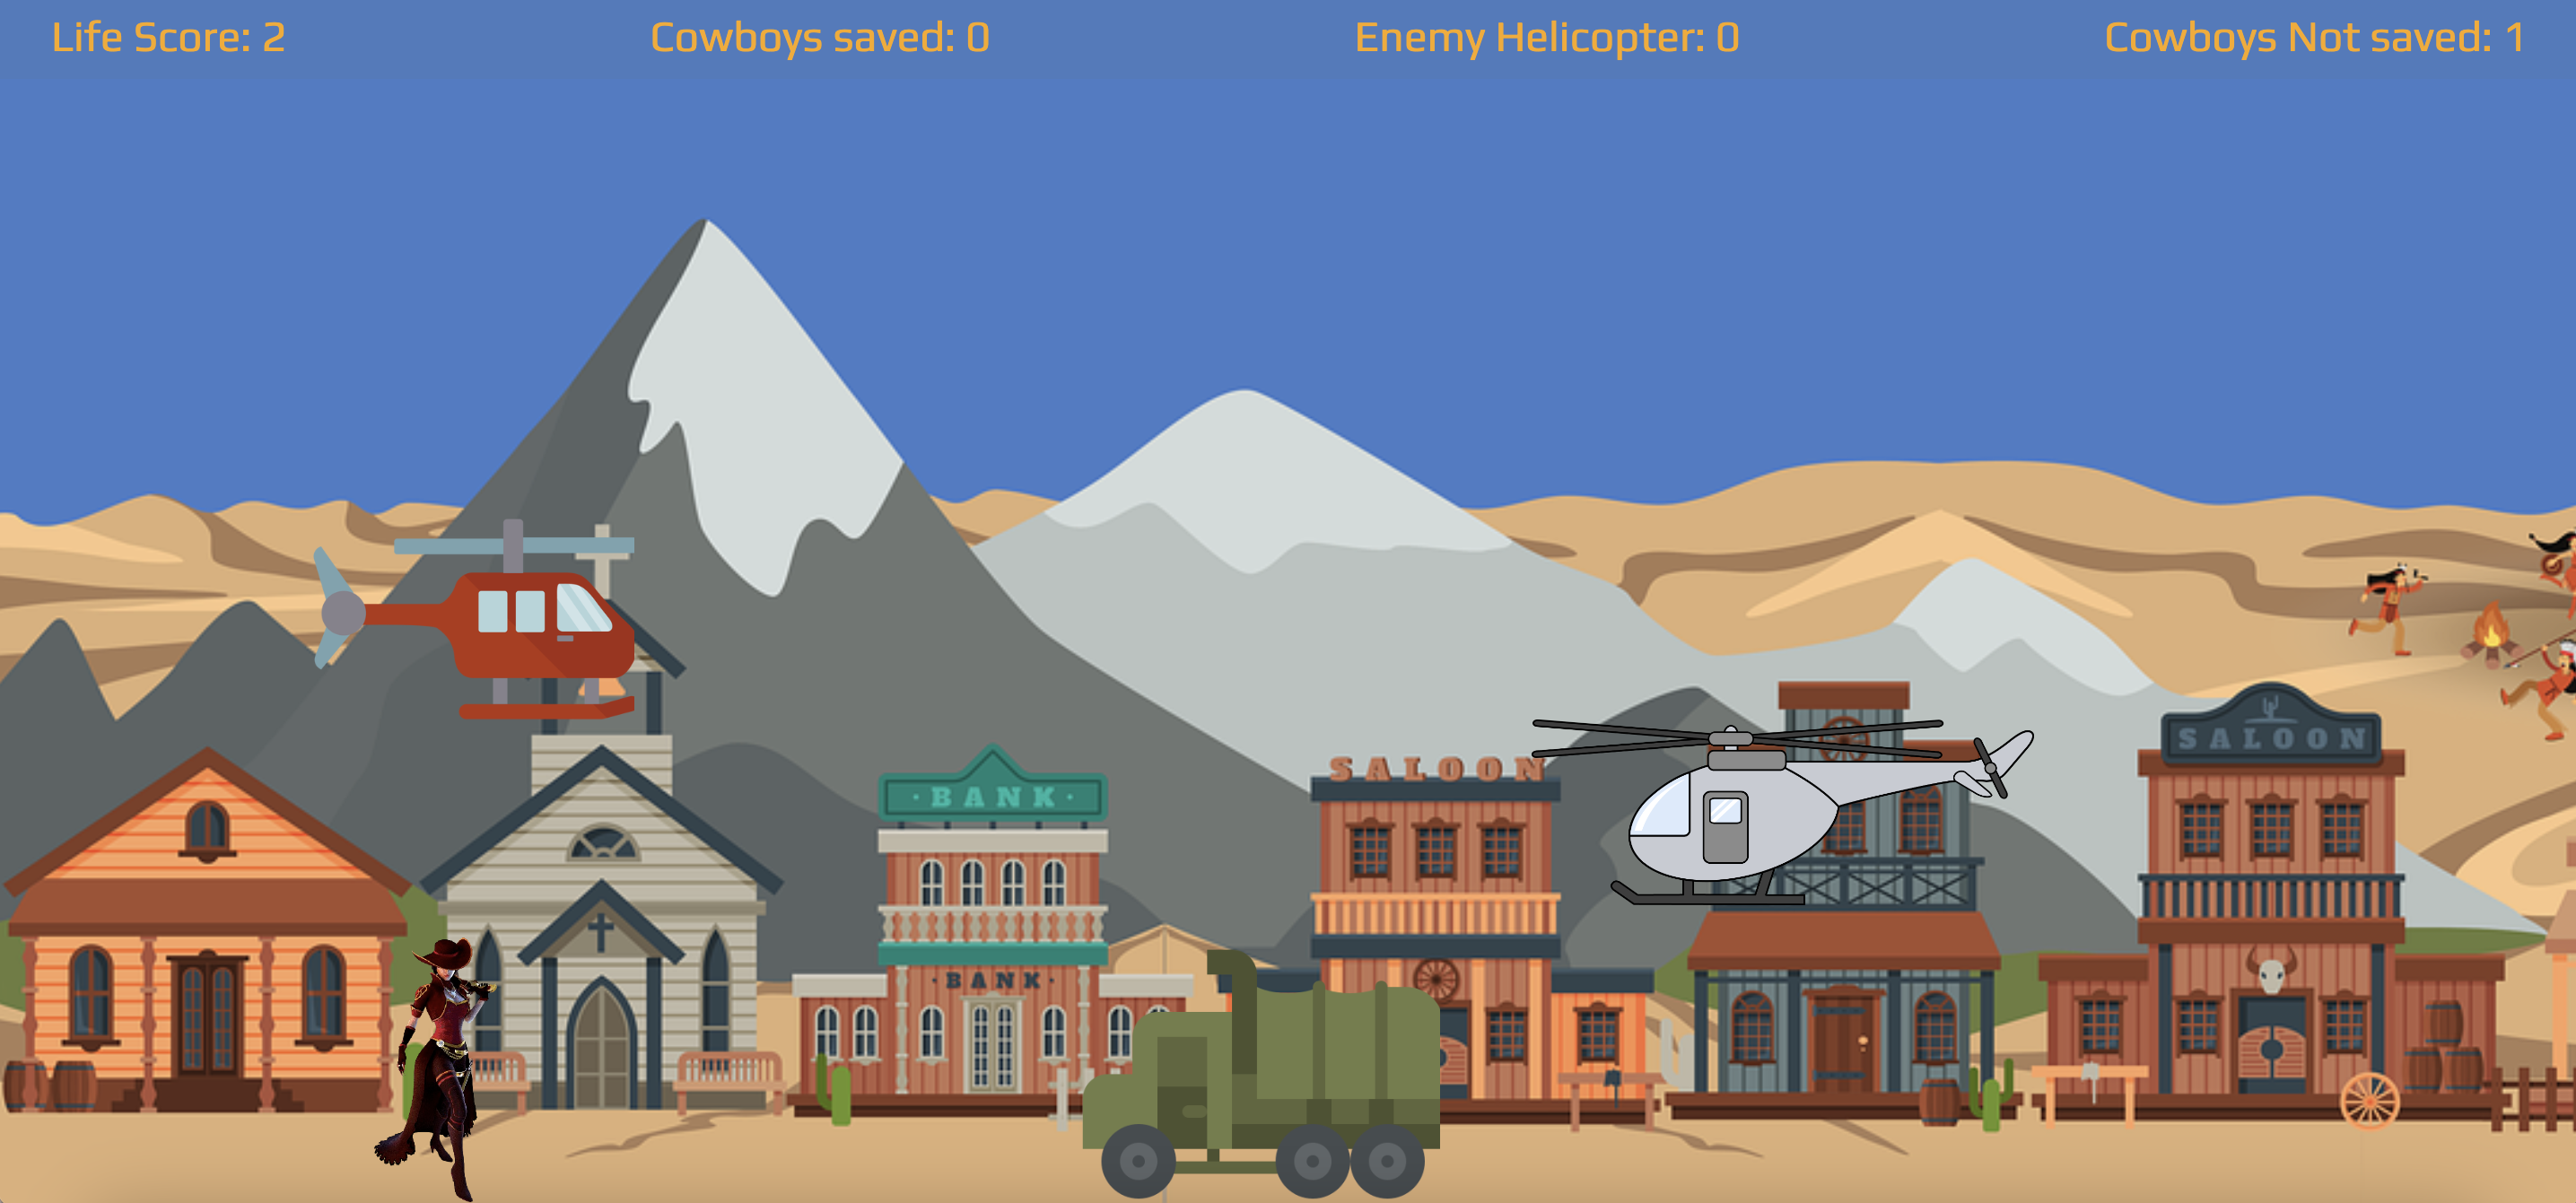 Life Score: 2
Cowboys saved: 0
Enemy Helicopter: 0
Cowboys Not saved: 1
SALOON
SALOON
· BANK ·
· BANK ·